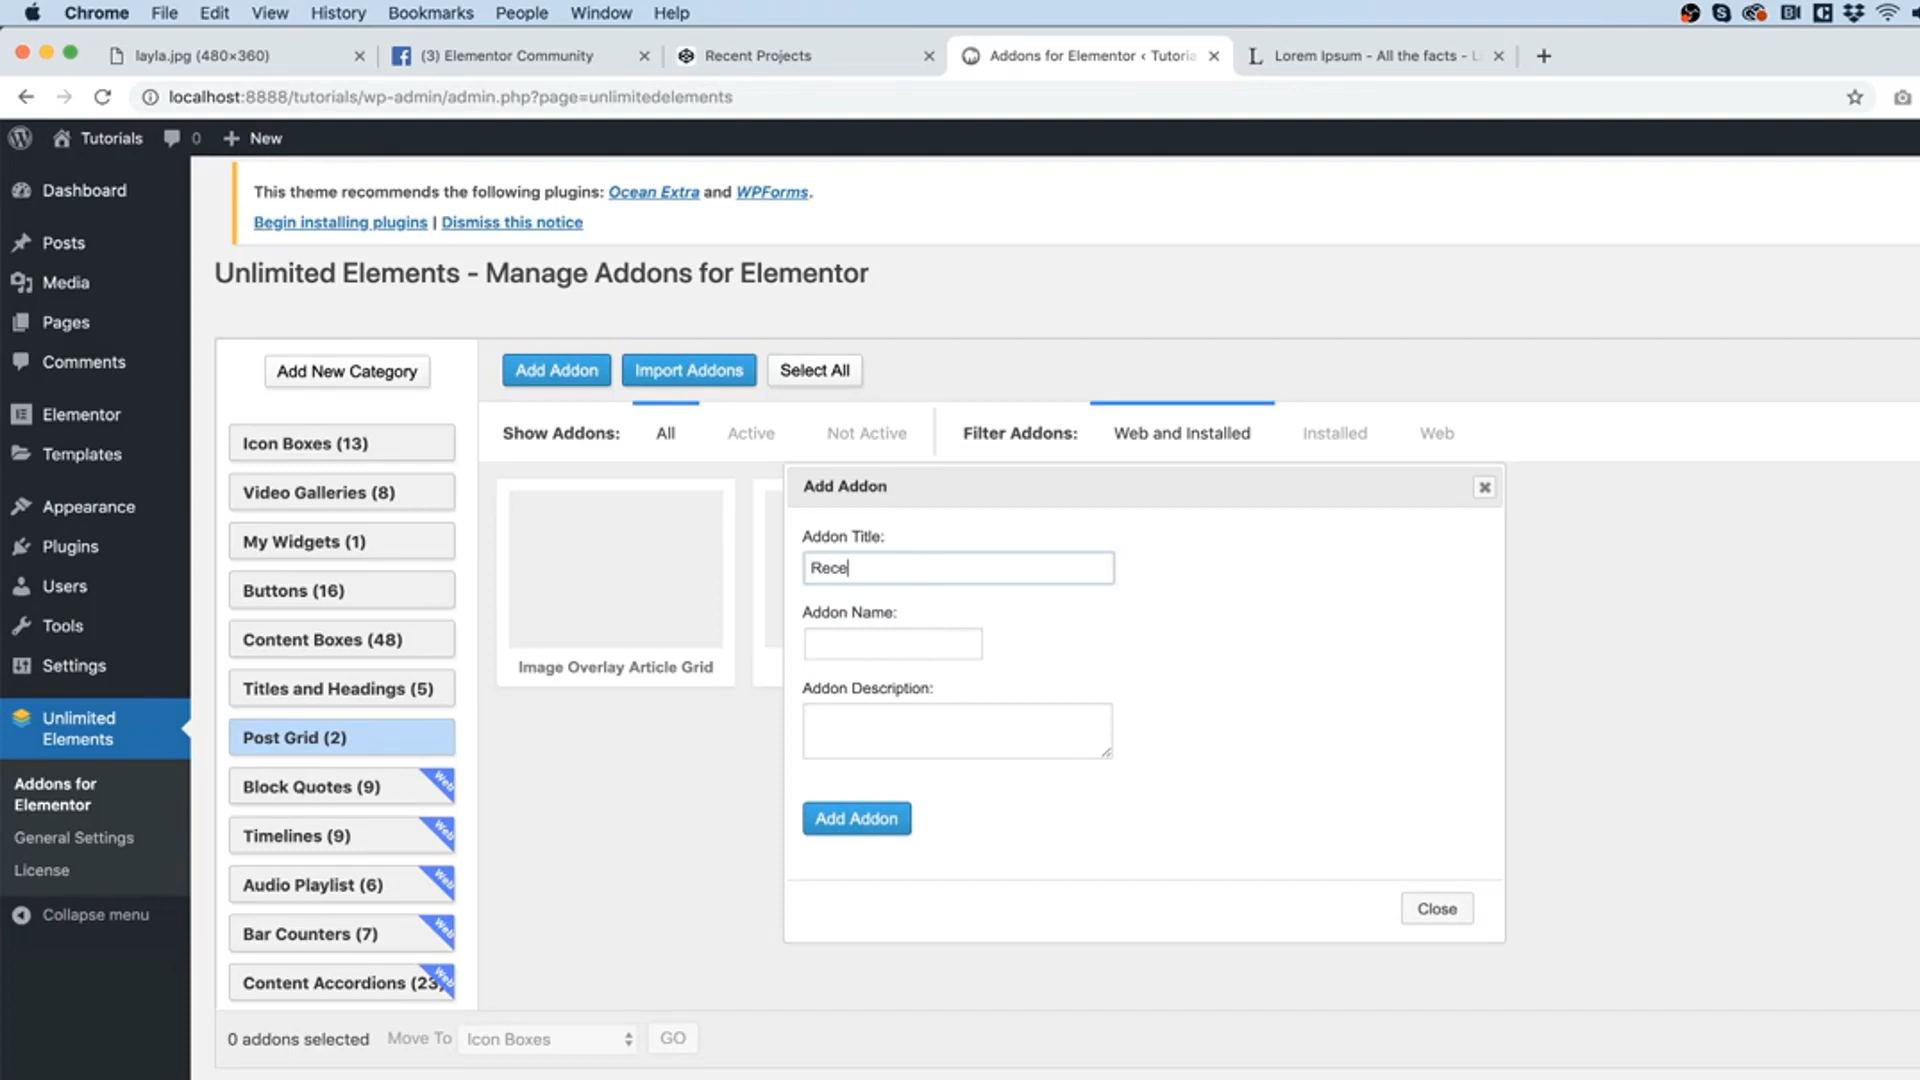 Chrome File Edit View History Bookmarks People Window Help
layla.jpg (480×360)
(3) Elementor Community
Recent Projects
Addons for Elementor ‹ Tutoria
Lorem Ipsum - All the facts - L
localhost:8888/tutorials/wp-admin/admin.php?page=unlimitedelements
Tutorials 0 + New
Dashboard
Posts
Media
Pages
Comments
Elementor
Templates
Appearance
Plugins
Users
Tools
Settings
Unlimited
Elements
Addons for
Elementor
General Settings
License
Collapse menu
This theme recommends the following plugins: Ocean Extra and WPForms.
Begin installing plugins | Dismiss this notice
Unlimited Elements - Manage Addons for Elementor
Add New Category
Icon Boxes (13)
Video Galleries (8)
My Widgets (1)
Buttons (16)
Content Boxes (48)
Titles and Headings (5)
Post Grid (2)
Block Quotes (9) Web
Timelines (9) Web
Audio Playlist (6) Web
Bar Counters (7) Web
Content Accordions (23) Web
Add Addon Import Addons Select All
Show Addons: All Active Not Active Filter Addons: Web and Installed Installed Web
Image Overlay Article Grid
Add Addon
Addon Title:
Rece
Addon Name:
Addon Description:
Add Addon
Close
0 addons selected Move To Icon Boxes GO